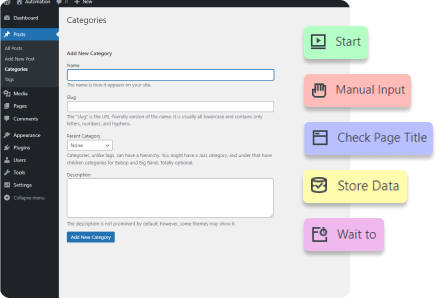 Automation 0 New
Dashboard
Posts
All Posts
Add New Post
Categories
Tags
Media
Pages
Comments
Appearance
Plugins
Users
Tools
Settings
Collapse menu
Categories
Add New Category
Name
The name is how it appears on your site.
Slug
The "slug" is the URL-friendly version of the name. It is usually all lowercase and contains only
letters, numbers, and hyphens.
Parent Category
None
Categories, unlike tags, can have a hierarchy. You might have a Jazz category, and under that have
children categories for Bebop and Big Band. Totally optional.
Description
The description is not prominent by default; however, some themes may show it.
Add New Category
Start
Manual Input
Check Page Title
Store Data
Wait to